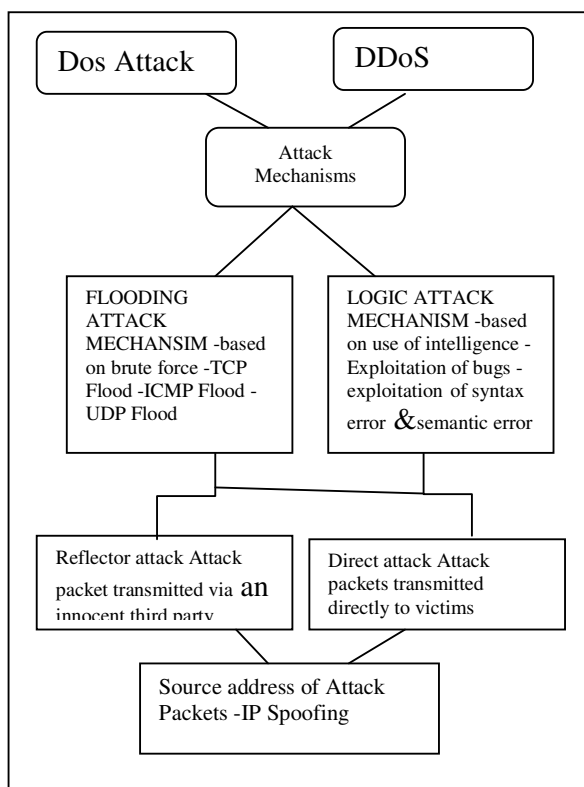 Dos Attack
DDoS
Attack
Mechanisms
FLOODING
ATTACK
MECHANSIM -based
on brute force -TCP
Flood -ICMP Flood -
UDP Flood
LOGIC ATTACK
MECHANISM -based
on use of intelligence -
Exploitation of bugs -
exploitation of syntax
error &semantic error
Reflector attack Attack
packet transmitted via an
innocent third party
Direct attack Attack
packets transmitted
directly to victims
Source address of Attack
Packets -IP Spoofing